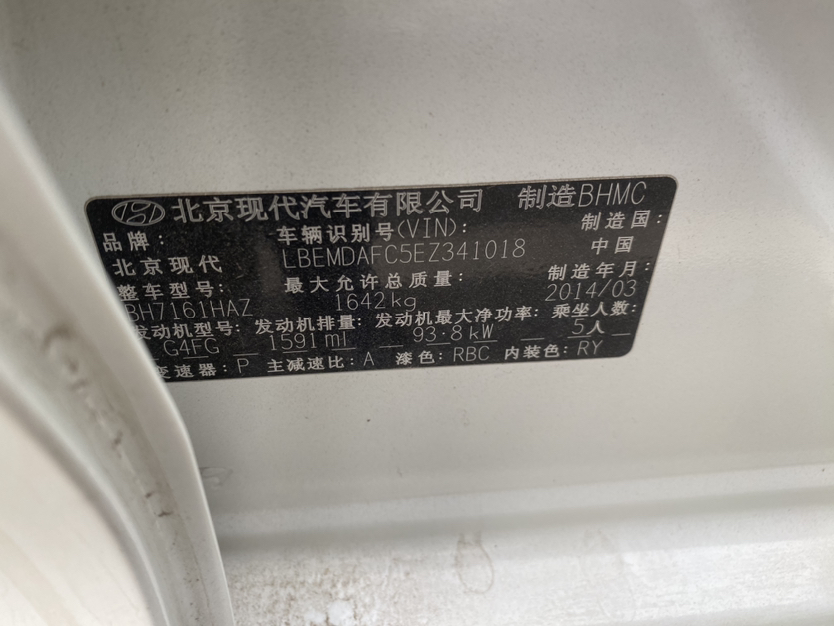 北京现代汽车有限公司 制造BHMC
品牌: 车辆识别号(VIN): 制造国:
北京现代 LBEMDAFC5EZ341018 中国
整车型号: 最大允许总质量: 制造年月:
BH7161HAZ 1642kg 2014/03
发动机型号: 发动机排量: 发动机最大净功率: 乘坐人数:
G4FG 1591ml 93.8kW 5人
变速器: P 主减速比: A 漆色: RBC 内装色: RY